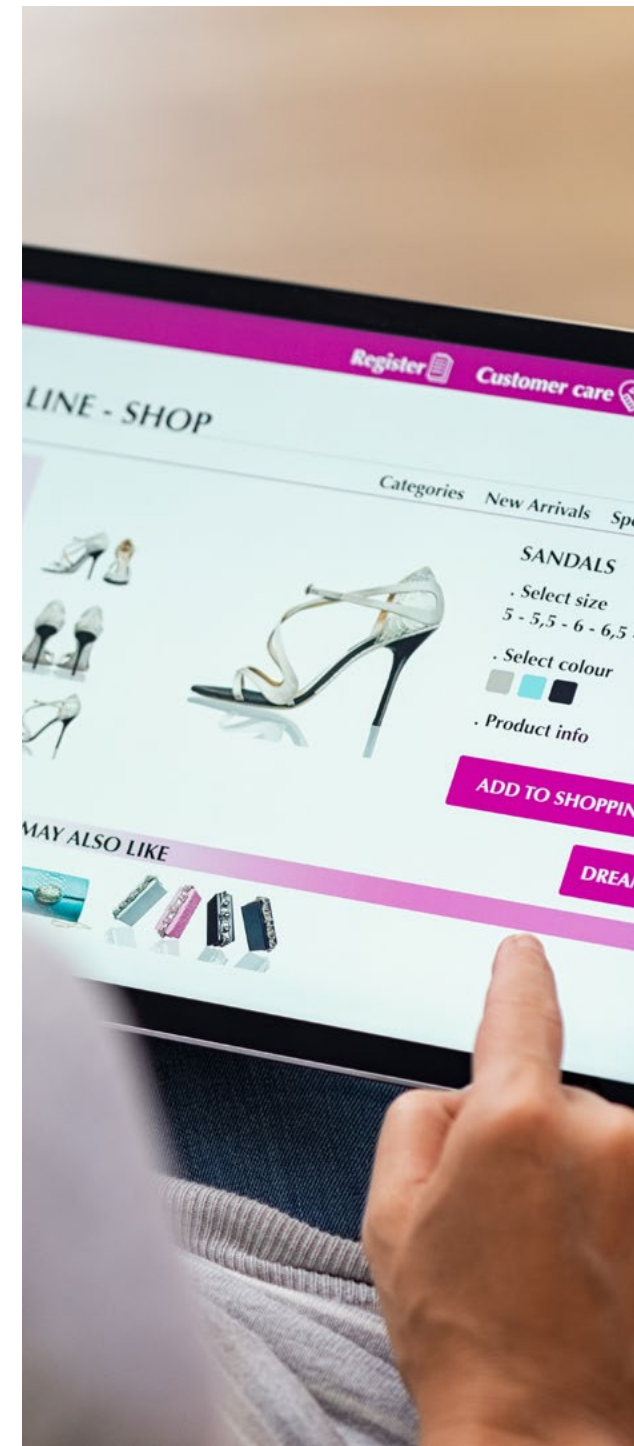 Register Customer care
LINE - SHOP
Categories New Arrivals Spe
SANDALS
. Select size
5 - 5,5 - 6 - 6,5 -
. Select colour
. Product info
ADD TO SHOPPIN
DREA
MAY ALSO LIKE